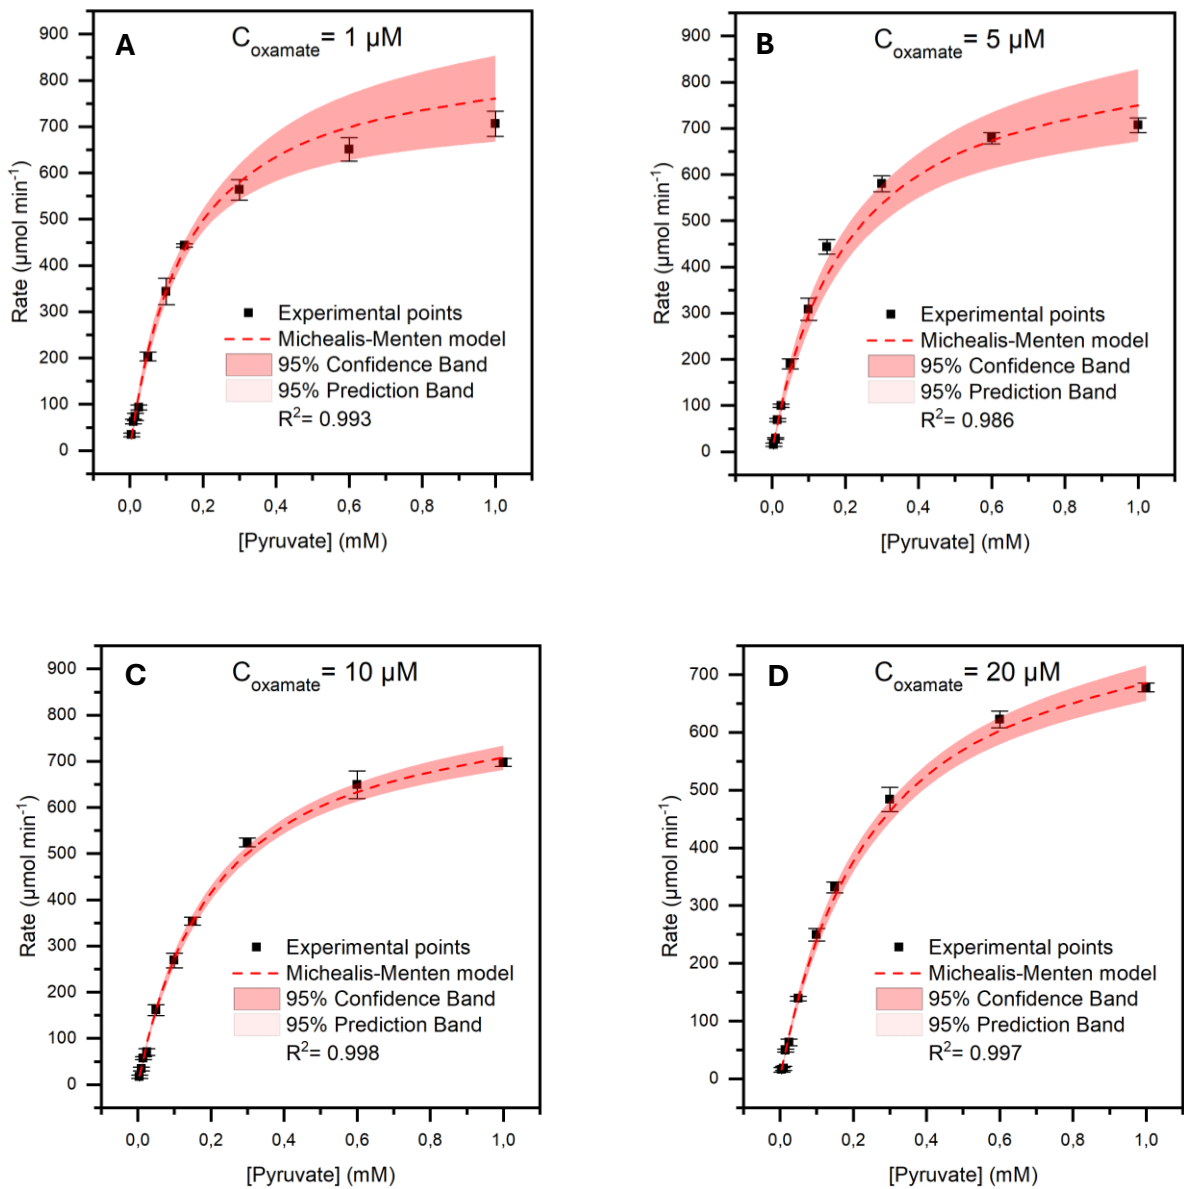 A
C_oxamate = 1 µM
900
800
700
600
500
400
300
200
100
0
Rate (µmol min⁻¹)
Experimental points
Michealis-Menten model
95% Confidence Band
95% Prediction Band
R²= 0.993
0,0 0,2 0,4 0,6 0,8 1,0
[Pyruvate] (mM)
B
C_oxamate = 5 µM
900
800
700
600
500
400
300
200
100
0
Rate (µmol min⁻¹)
Experimental points
Michealis-Menten model
95% Confidence Band
95% Prediction Band
R²= 0.986
0,0 0,2 0,4 0,6 0,8 1,0
[Pyruvate] (mM)
C
C_oxamate = 10 µM
900
800
700
600
500
400
300
200
100
0
Rate (µmol min⁻¹)
Experimental points
Michealis-Menten model
95% Confidence Band
95% Prediction Band
R²= 0.998
0,0 0,2 0,4 0,6 0,8 1,0
[Pyruvate] (mM)
D
C_oxamate = 20 µM
700
600
500
400
300
200
100
0
Rate (µmol min⁻¹)
Experimental points
Michealis-Menten model
95% Confidence Band
95% Prediction Band
R²= 0.997
0,0 0,2 0,4 0,6 0,8 1,0
[Pyruvate] (mM)